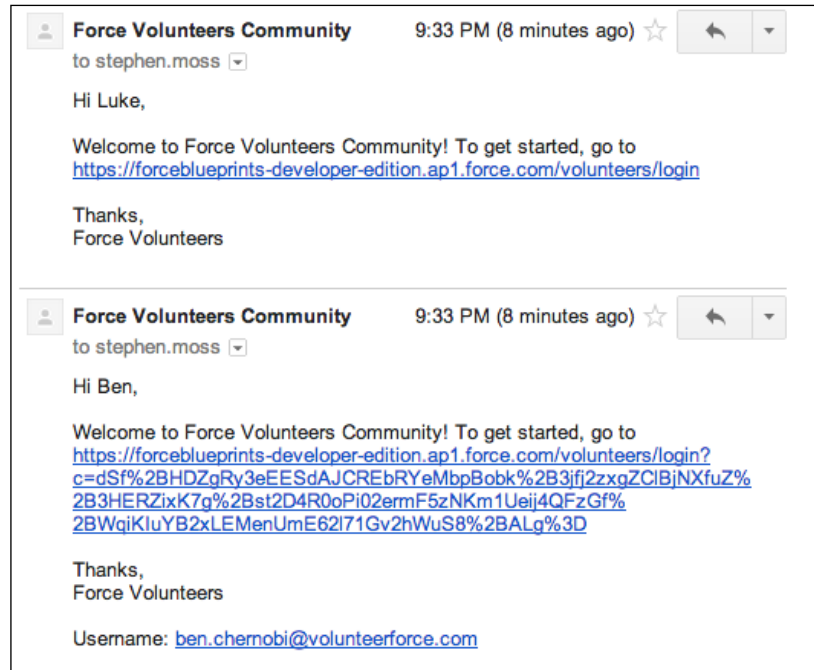 Force Volunteers Community 9:33 PM (8 minutes ago)
to stephen.moss
Hi Luke,
Welcome to Force Volunteers Community! To get started, go to
https://forceblueprints-developer-edition.ap1.force.com/volunteers/login
Thanks,
Force Volunteers
Force Volunteers Community 9:33 PM (8 minutes ago)
to stephen.moss
Hi Ben,
Welcome to Force Volunteers Community! To get started, go to
https://forceblueprints-developer-edition.ap1.force.com/volunteers/login?
c=dSf%2BHDZgRy3eEESdAJCREbRYeMbpBobk%2B3jfj2zxgZClBjNXfuZ%
2B3HERZixK7g%2Bst2D4R0oPi02ermF5zNKm1Ueij4QFzGf%
2BWqiKIuYB2xLEMenUmE62l71Gv2hWuS8%2BALg%3D
Thanks,
Force Volunteers
Username: ben.chernobi@volunteerforce.com